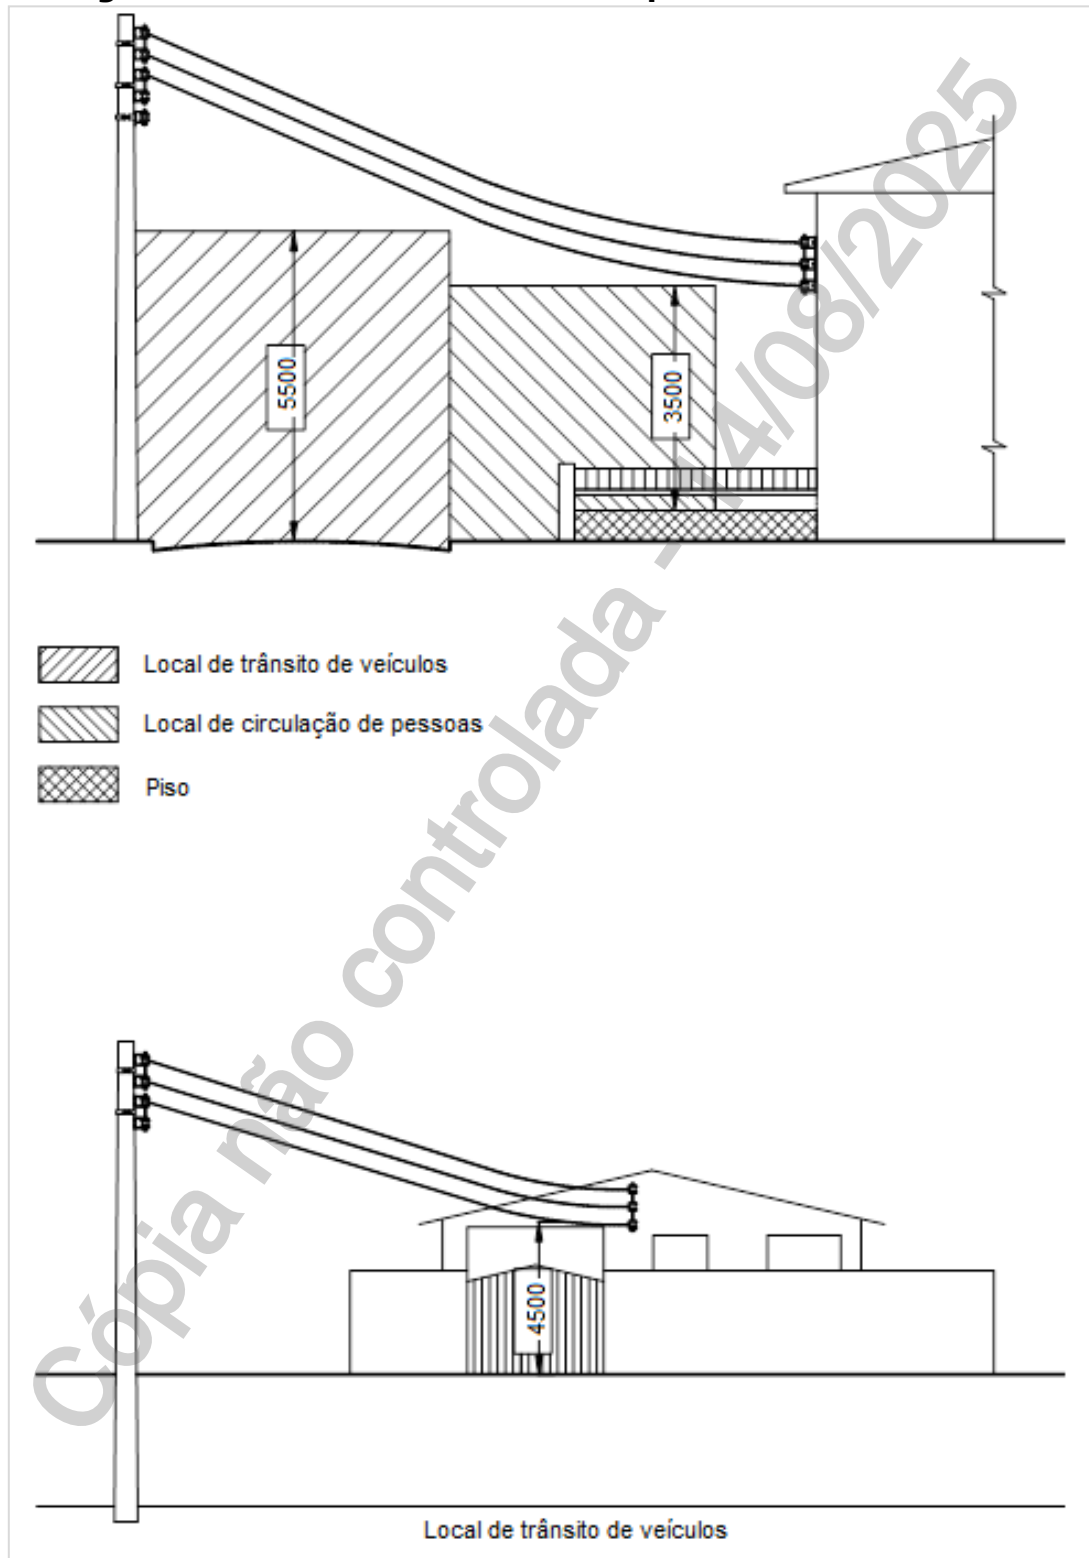 5500
3500
Local de trânsito de veículos
Local de circulação de pessoas
Piso
4500
Local de trânsito de veículos
Cópia não controlada - 14/08/2025